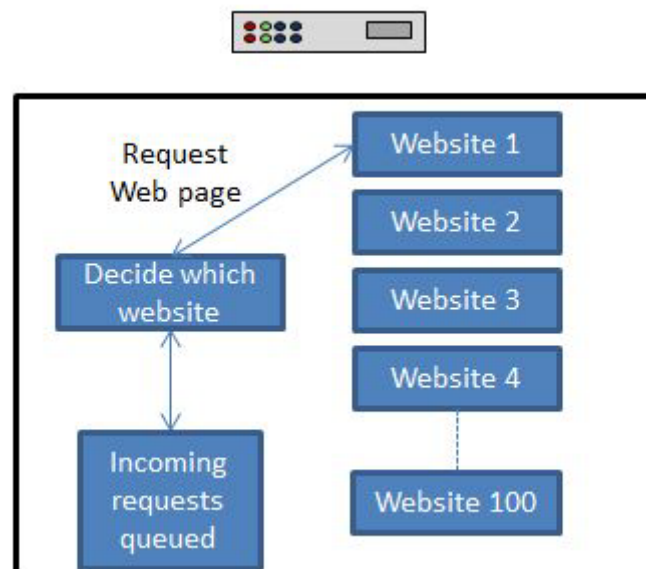 Request
Web page
Website 1
Website 2
Decide which
website
Website 3
Website 4
Incoming
requests
queued
Website 100